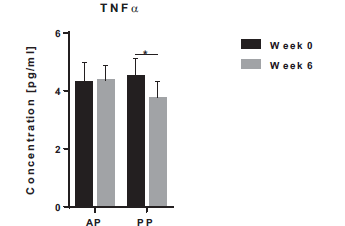 TNFα
Concentration [pg/ml]
6
4
2
0
*
AP
PP
Week 0
Week 6